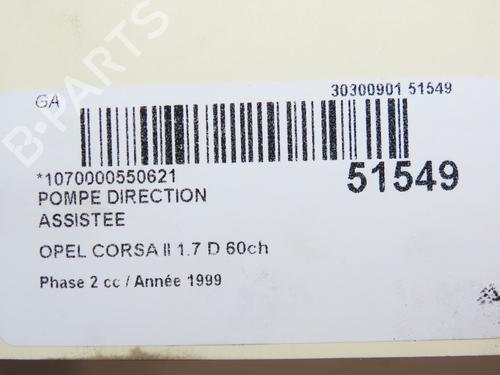 GA
30300901 51549
*1070000550621
51549
POMPE DIRECTION
ASSISTEE
OPEL CORSA II 1.7 D 60ch
Phase 2 cc / Année 1999
B-PARTS